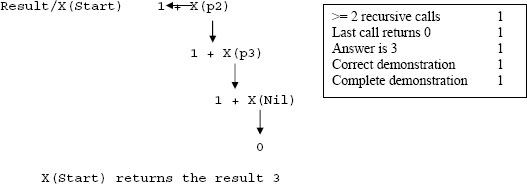 Result/X(Start) 1 + X(p2)
1 + X(p3)
1 + X(Nil)
0
X(Start) returns the result 3
>= 2 recursive calls 1
Last call returns 0 1
Answer is 3 1
Correct demonstration 1
Complete demonstration 1